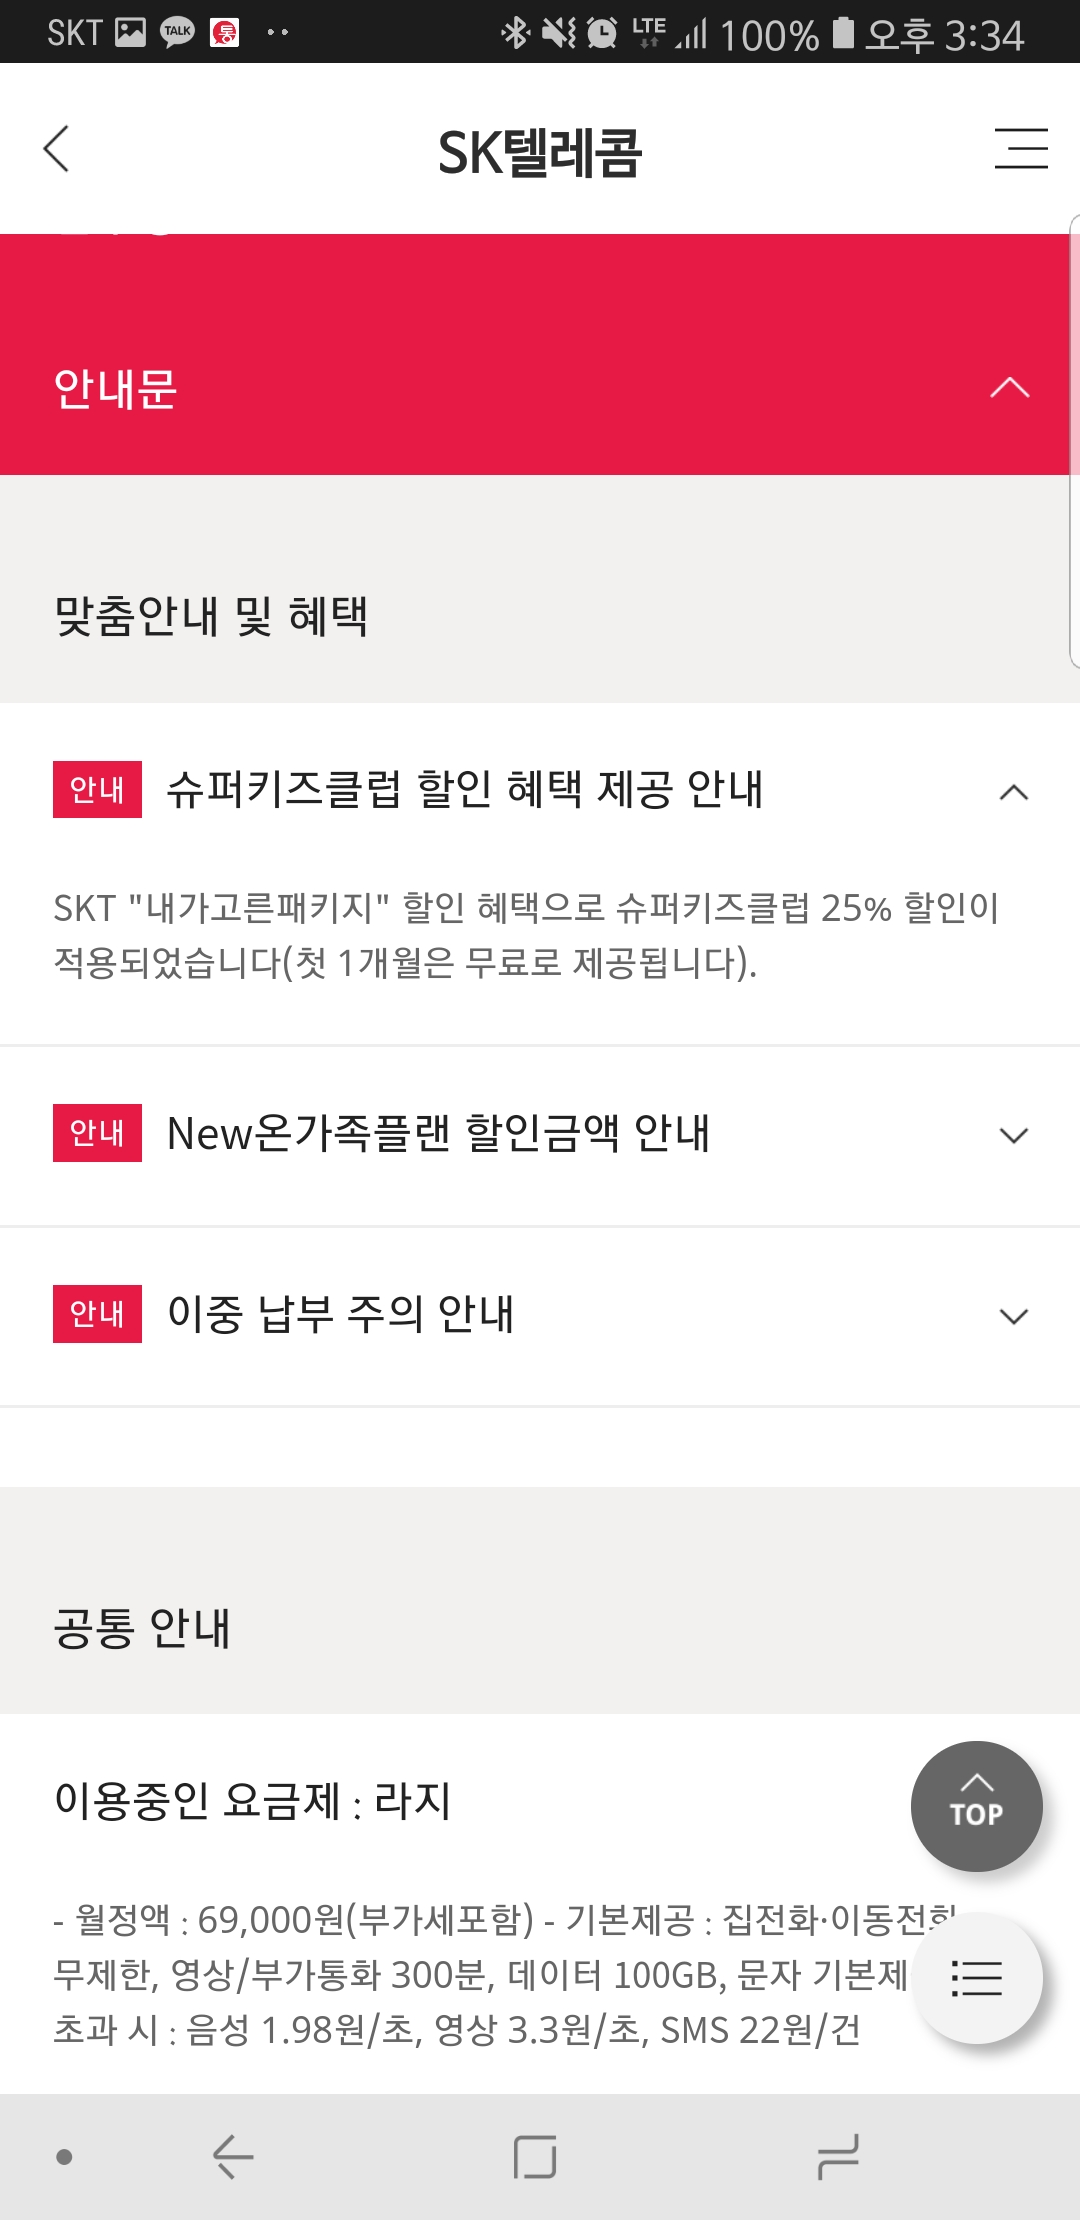 SKT TALK 통 LTE 100% 오후 3:34
SK텔레콤
안내문
맞춤안내 및 혜택
안내 슈퍼키즈클럽 할인 혜택 제공 안내
SKT "내가고른패키지" 할인 혜택으로 슈퍼키즈클럽 25% 할인이
적용되었습니다(첫 1개월은 무료로 제공됩니다).
안내 New온가족플랜 할인금액 안내
안내 이중 납부 주의 안내
공통 안내
이용중인 요금제 : 라지
TOP
- 월정액 : 69,000원(부가세포함) - 기본제공 : 집전화·이동전화
무제한, 영상/부가통화 300분, 데이터 100GB, 문자 기본제
초과 시 : 음성 1.98원/초, 영상 3.3원/초, SMS 22원/건